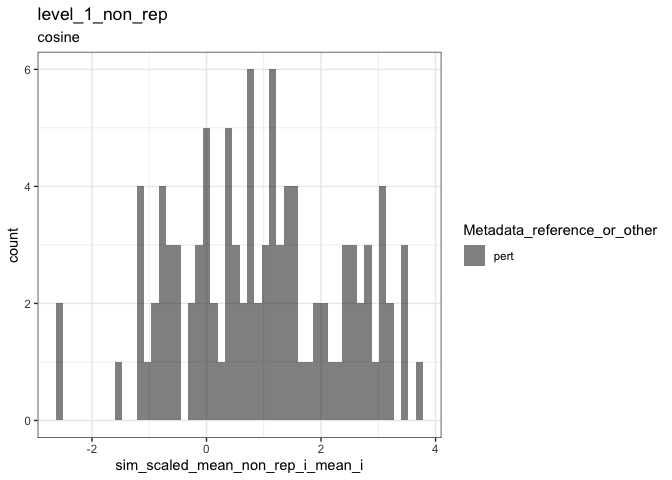 level_1_non_rep
cosine
6
4
2
0
count
-2
0
2
4
sim_scaled_mean_non_rep_i_mean_i
Metadata_reference_or_other
pert